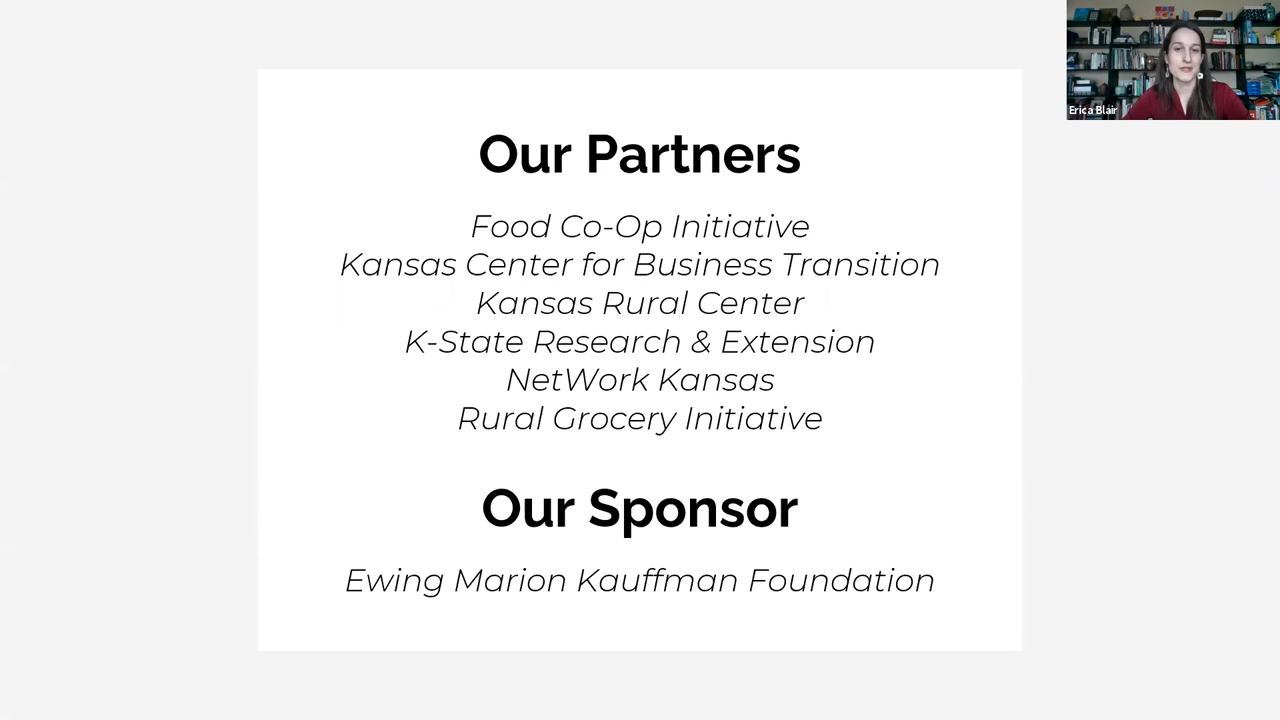 Our Partners
Food Co-Op Initiative
Kansas Center for Business Transition
Kansas Rural Center
K-State Research & Extension
NetWork Kansas
Rural Grocery Initiative
Our Sponsor
Ewing Marion Kauffman Foundation
Erica Blair